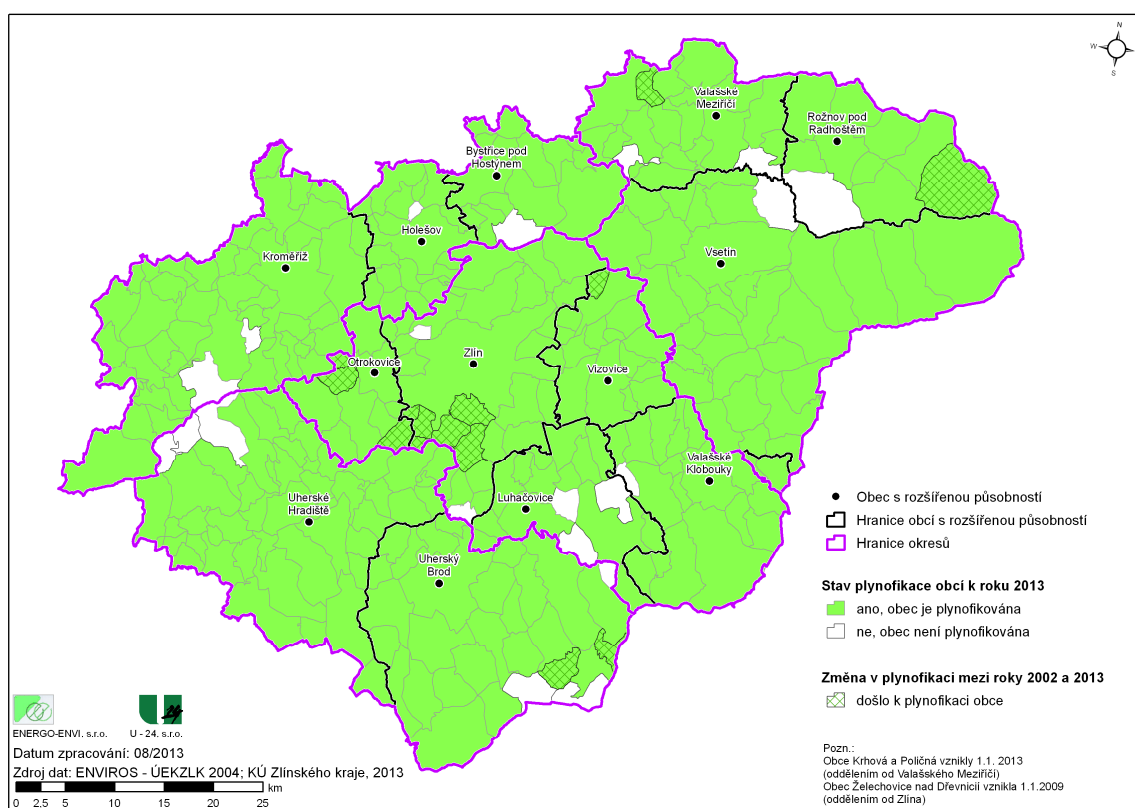 N
W
S
Valašské
Meziříčí
Rožnov pod
Radhoštěm
Bystřice pod
Hostýnem
Holešov
Kroměříž
Vsetín
Otrokovice
Zlín
Vizovice
Valašské
Klobouky
Uherské
Hradiště
Luhačovice
Uherský
Brod
Obec s rozšířenou působností
Hranice obcí s rozšířenou působností
Hranice okresů
Stav plynofikace obcí k roku 2013
ano, obec je plynofikována
ne, obec není plynofikována
Změna v plynofikaci mezi roky 2002 a 2013
došlo k plynofikaci obce
ENERGO-ENVI. s.r.o.
U - 24. s.r.o.
Datum zpracování: 08/2013
Zdroj dat: ENVIROS - ÚEKZLK 2004; KÚ Zlínského kraje, 2013
km
0 2,5 5 10 15 20 25
Pozn.:
Obce Krhová a Poličná vznikly 1.1. 2013
(oddělením od Valašského Meziříčí)
Obec Želechovice nad Dřevnicií vznikla 1.1.2009
(oddělením od Zlína)